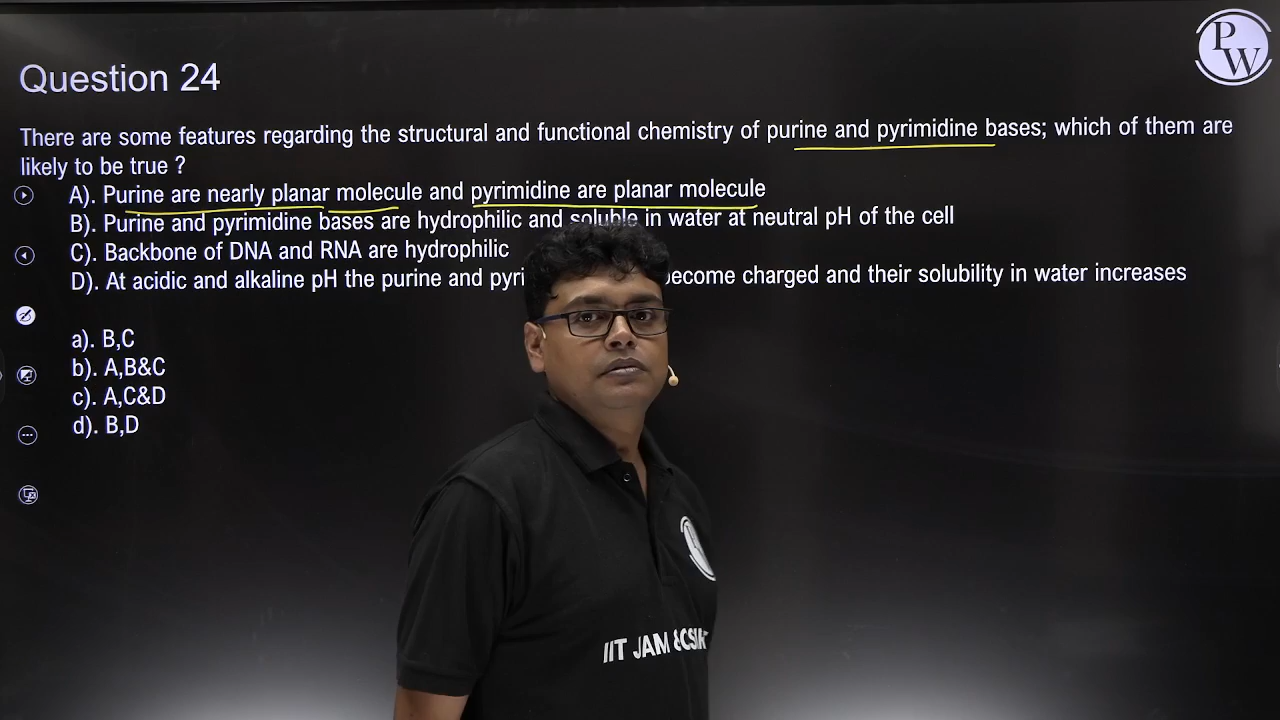 PW
Question 24
There are some features regarding the structural and functional chemistry of purine and pyrimidine bases; which of them are
likely to be true ?
A). Purine are nearly planar molecule and pyrimidine are planar molecule
B). Purine and pyrimidine bases are hydrophilic and soluble in water at neutral pH of the cell
C). Backbone of DNA and RNA are hydrophilic
D). At acidic and alkaline pH the purine and become charged and their solubility in water increases
a). B,C
b). A,B&C
c). A,C&D
d). B,D
IIT JAM